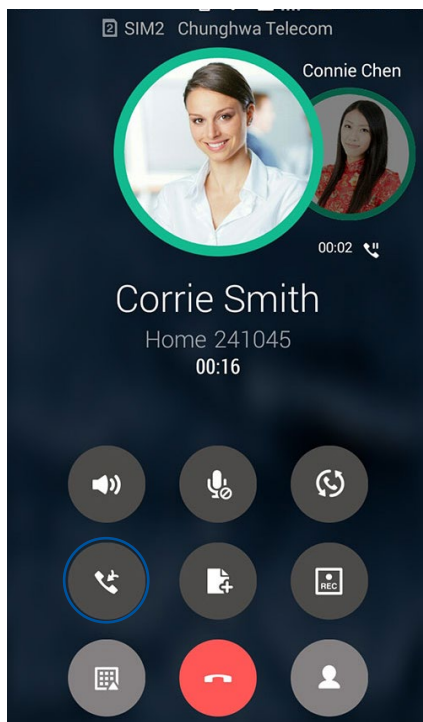 2 SIM2 Chunghwa Telecom
Connie Chen
00:02
Corrie Smith
Home 241045
00:16
REC